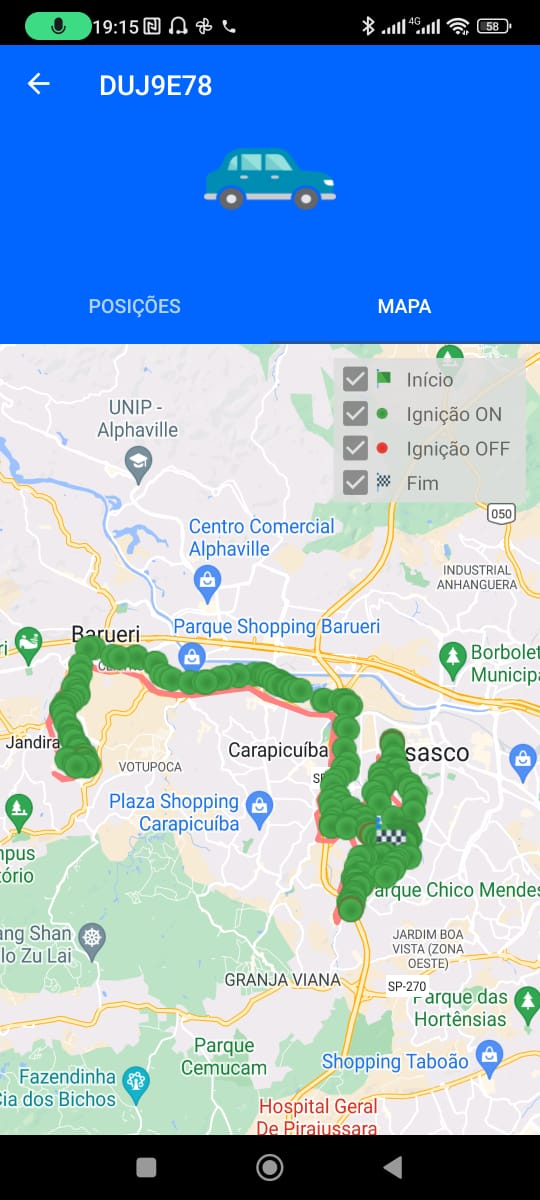 19:15
4G
58
DUJ9E78
POSIÇÕES
MAPA
Início
Ignição ON
Ignição OFF
Fim
UNIP -
Alphaville
050
Centro Comercial
Alphaville
INDUSTRIAL
ANHANGUERA
Barueri
Parque Shopping Barueri
Borbolet
Municipa
Jandira
VOTUPOCA
Carapicuíba
sasco
Plaza Shopping
Carapicuíba
mpus
tório
arque Chico Mendes
ang Shan
lo Zu Lai
JARDIM BOA
VISTA (ZONA
OESTE)
GRANJA VIANA
SP-270
Parque das
Hortênsias
Parque
Cemucam
Shopping Taboão
Fazendinha
Cia dos Bichos
Hospital Geral
De Pirajussara